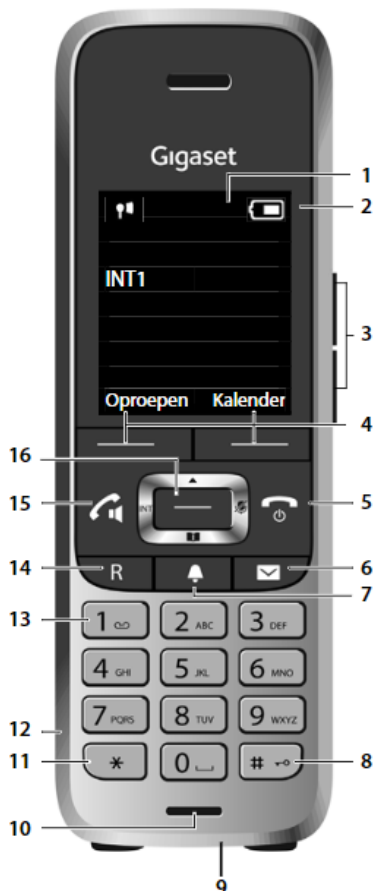 Gigaset
1
2
INT1
3
Oproepen Kalender
4
16
15 INT 5
14 R 6
7
13 1 2 ABC 3 DEF
4 GHI 5 JKL 6 MNO
7 PQRS 8 TUV 9 WXYZ
12
11 * 0 # 8
10
9